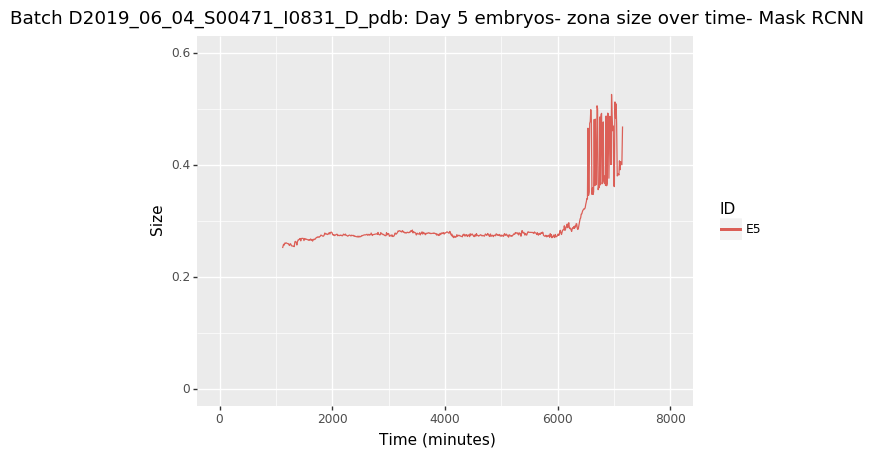 Batch D2019_06_04_S00471_I0831_D_pdb: Day 5 embryos- zona size over time- Mask RCNN
0.6
0.4
0.2
0
Size
0
2000
4000
6000
8000
Time (minutes)
ID
E5